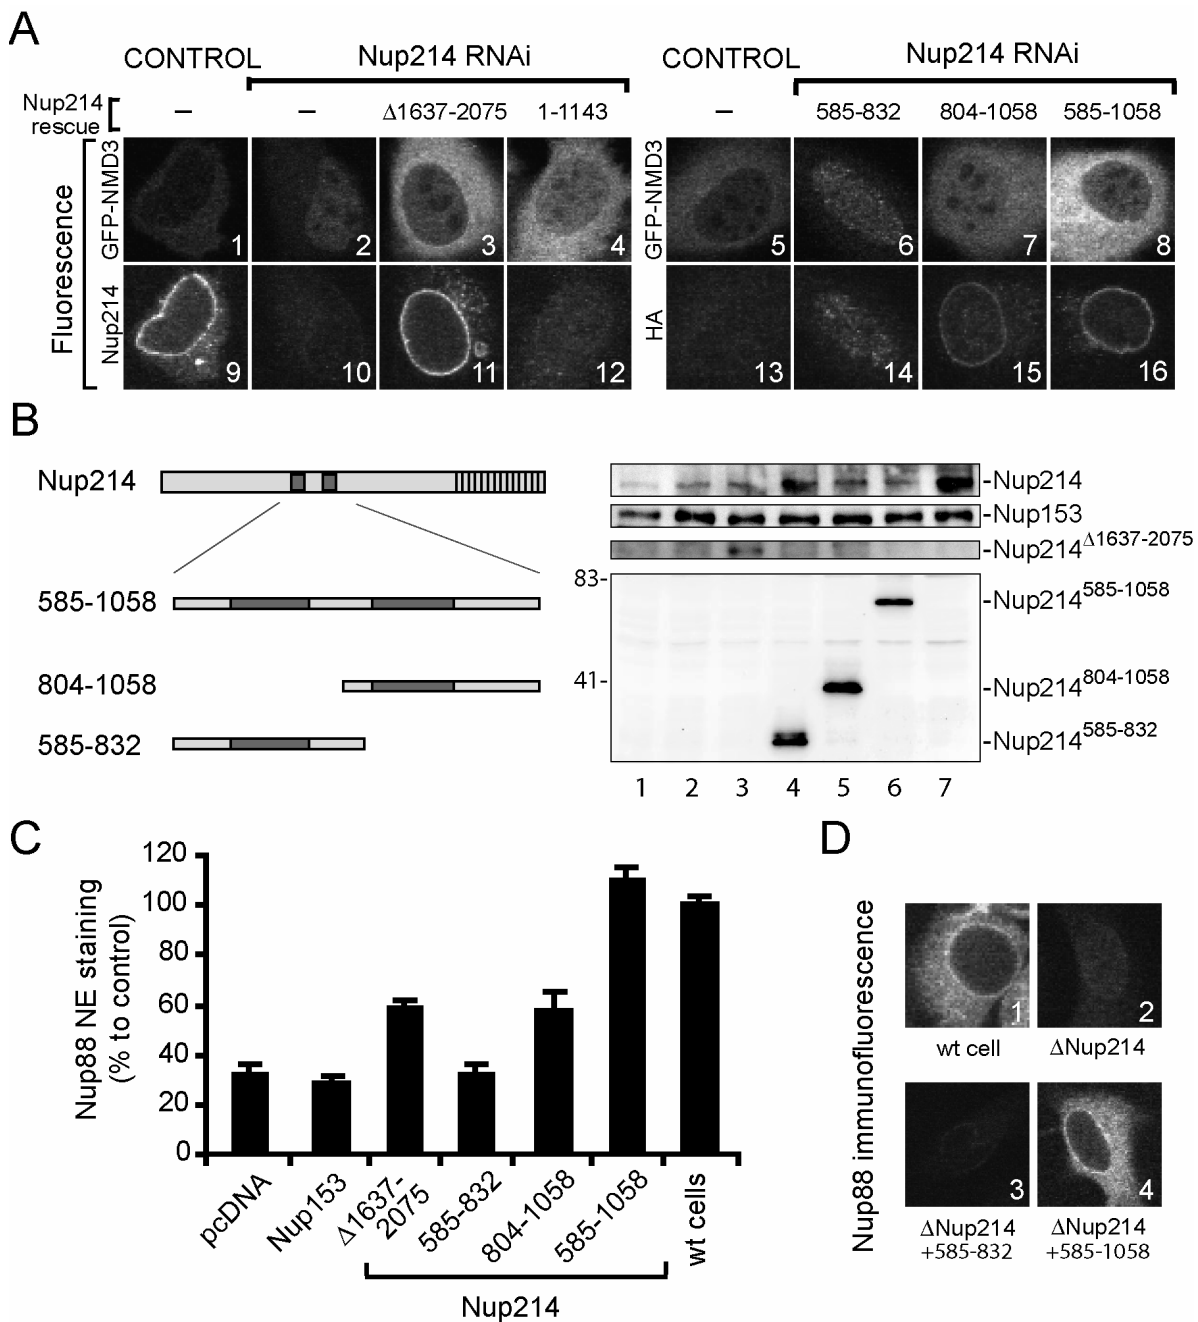 A
CONTROL
Nup214 RNAi
CONTROL
Nup214 RNAi
Nup214 rescue
–
–
Δ1637-2075
1-1143
–
585-832
804-1058
585-1058
Fluorescence
GFP-NMD3
1
2
3
4
GFP-NMD3
5
6
7
8
Nup214
9
10
11
12
HA
13
14
15
16
B
Nup214
585-1058
804-1058
585-832
-Nup214
-Nup153
-Nup214Δ1637-2075
83-
-Nup214585-1058
41-
-Nup214804-1058
-Nup214585-832
1 2 3 4 5 6 7
C
Nup88 NE staining
(% to control)
120
100
80
60
40
20
0
pcDNA
Nup153
Δ1637-
2075
585-832
804-1058
585-1058
wt cells
Nup214
D
Nup88 immunofluorescence
1
2
wt cell
ΔNup214
3
4
ΔNup214
+585-832
ΔNup214
+585-1058